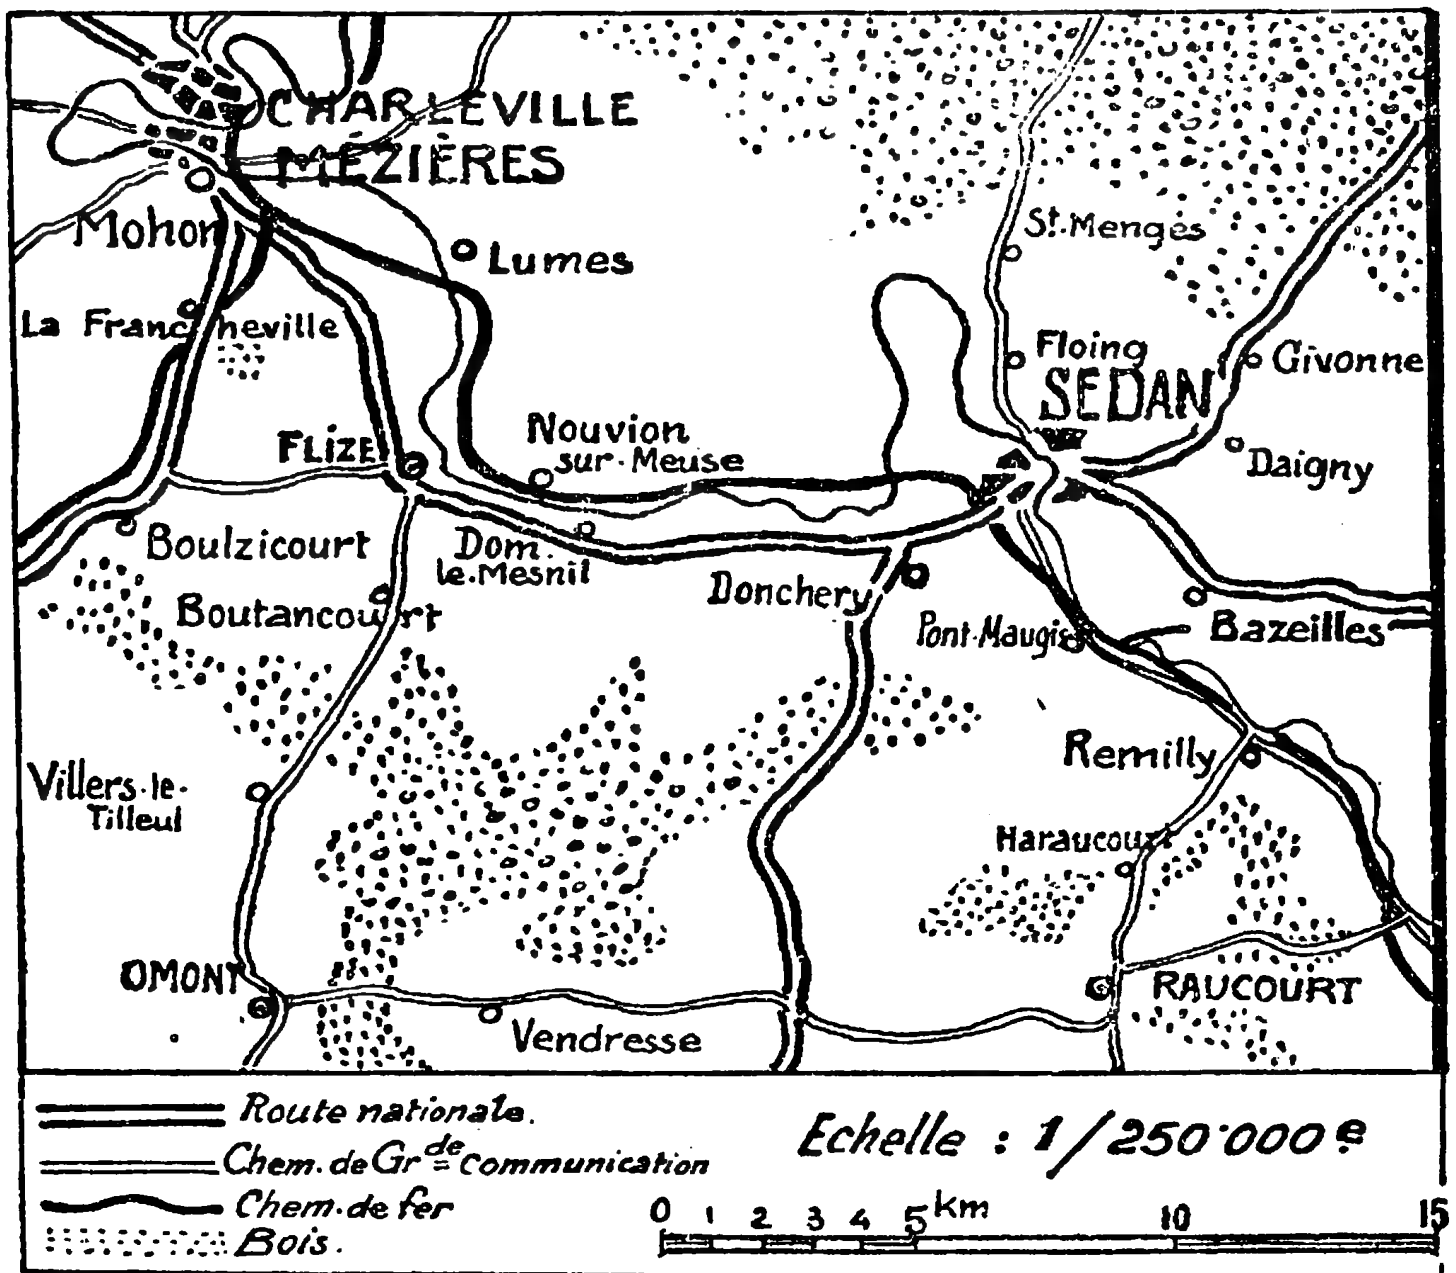 CHARLEVILLE
MÉZIÈRES
Mohon
Lumes
St.Menges
La Francheville
Floing
Givonne
SEDAN
FLIZE
Nouvion
sur.Meuse
Daigny
Boulzicourt
Dom.
le.Mesnil
Donchery
Boutancourt
Pont.Maugis
Bazeilles
Remilly
Villers.le-
Tilleul
Haraucourt
OMONT
RAUCOURT
Vendresse
Route nationale.
Chem.de Grde communication
Chem.de fer
Bois.
Echelle : 1/250.000e
0 1 2 3 4 5 km 10 15